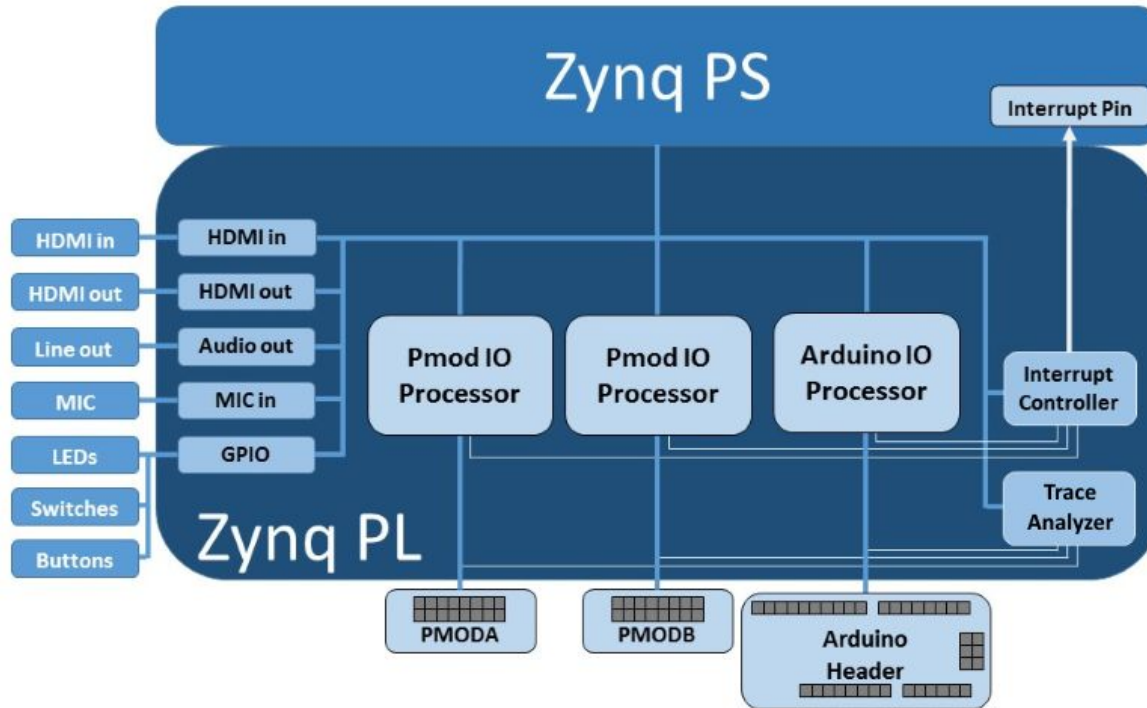 Zynq PS
Interrupt Pin
HDMI in
HDMI in
HDMI out
HDMI out
Line out
Audio out
MIC
MIC in
LEDs
GPIO
Switches
Buttons
Pmod IO
Processor
Pmod IO
Processor
Arduino IO
Processor
Interrupt
Controller
Trace
Analyzer
Zynq PL
PMODA
PMODB
Arduino
Header